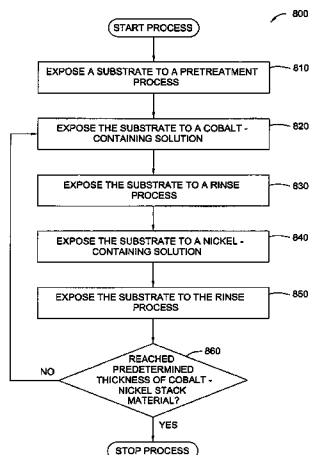 800
START PROCESS
810
EXPOSE A SUBSTRATE TO A PRETREATMENT
PROCESS
820
EXPOSE THE SUBSTRATE TO A COBALT -
CONTAINING SOLUTION
830
EXPOSE THE SUBSTRATE TO A RINSE
PROCESS
840
EXPOSE THE SUBSTRATE TO A NICKEL -
CONTAINING SOLUTION
850
EXPOSE THE SUBSTRATE TO THE RINSE
PROCESS
860
REACHED
PREDETERMINED
THICKNESS OF COBALT -
NICKEL STACK
MATERIAL?
NO
YES
STOP PROCESS